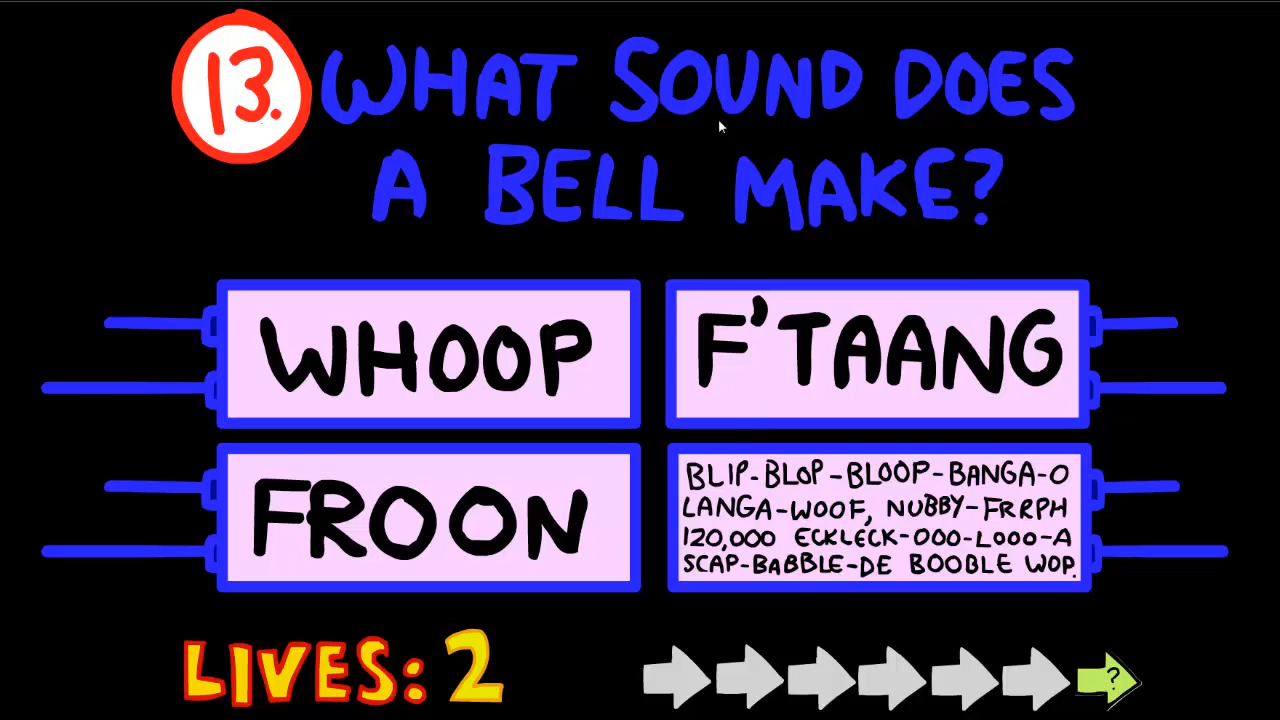 13. WHAT SOUND DOES
A BELL MAKE?
WHOOP
F'TAANG
FROON
BLIP-BLOP-BLOOP-BANGA-O
LANGA-WOOF, NUBBY-FRRPH
120,000 ECKLECK-OOO-LOOO-A
SCAP-BABBLE-DE BOOBLE WOP.
LIVES: 2
?